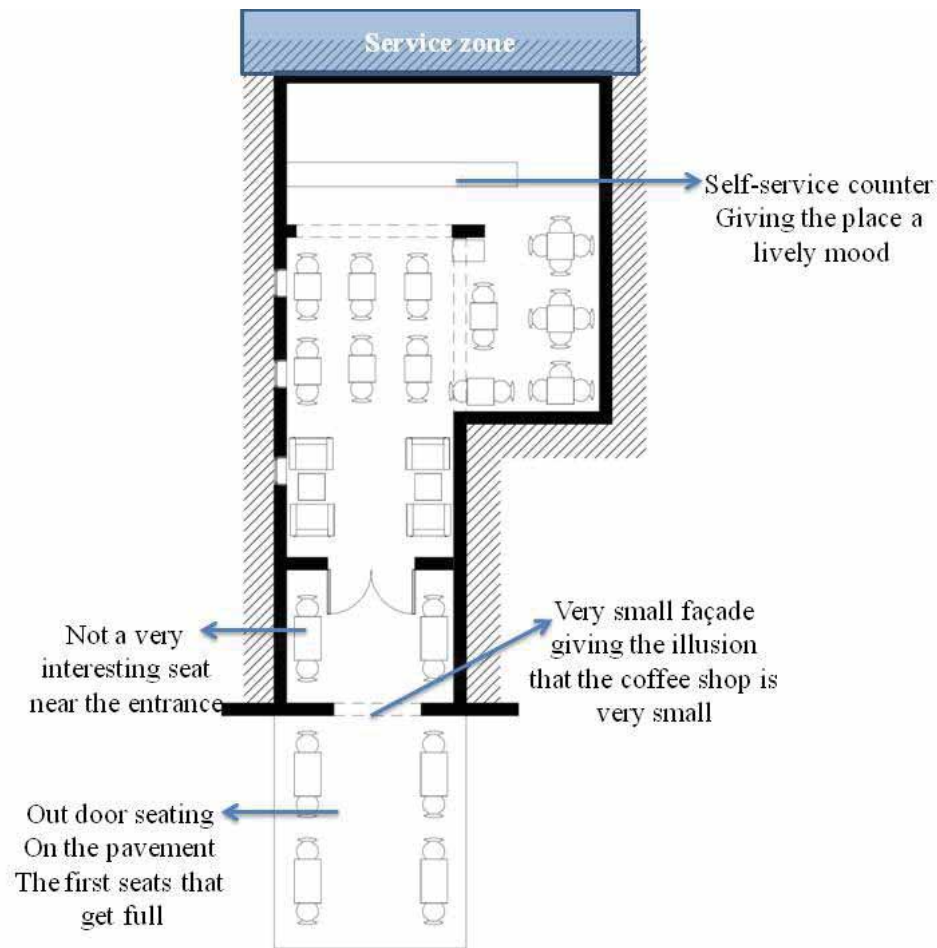 Service zone
Self-service counter
Giving the place a
lively mood
Not a very
interesting seat
near the entrance
Very small façade
giving the illusion
that the coffee shop is
very small
Out door seating
On the pavement
The first seats that
get full